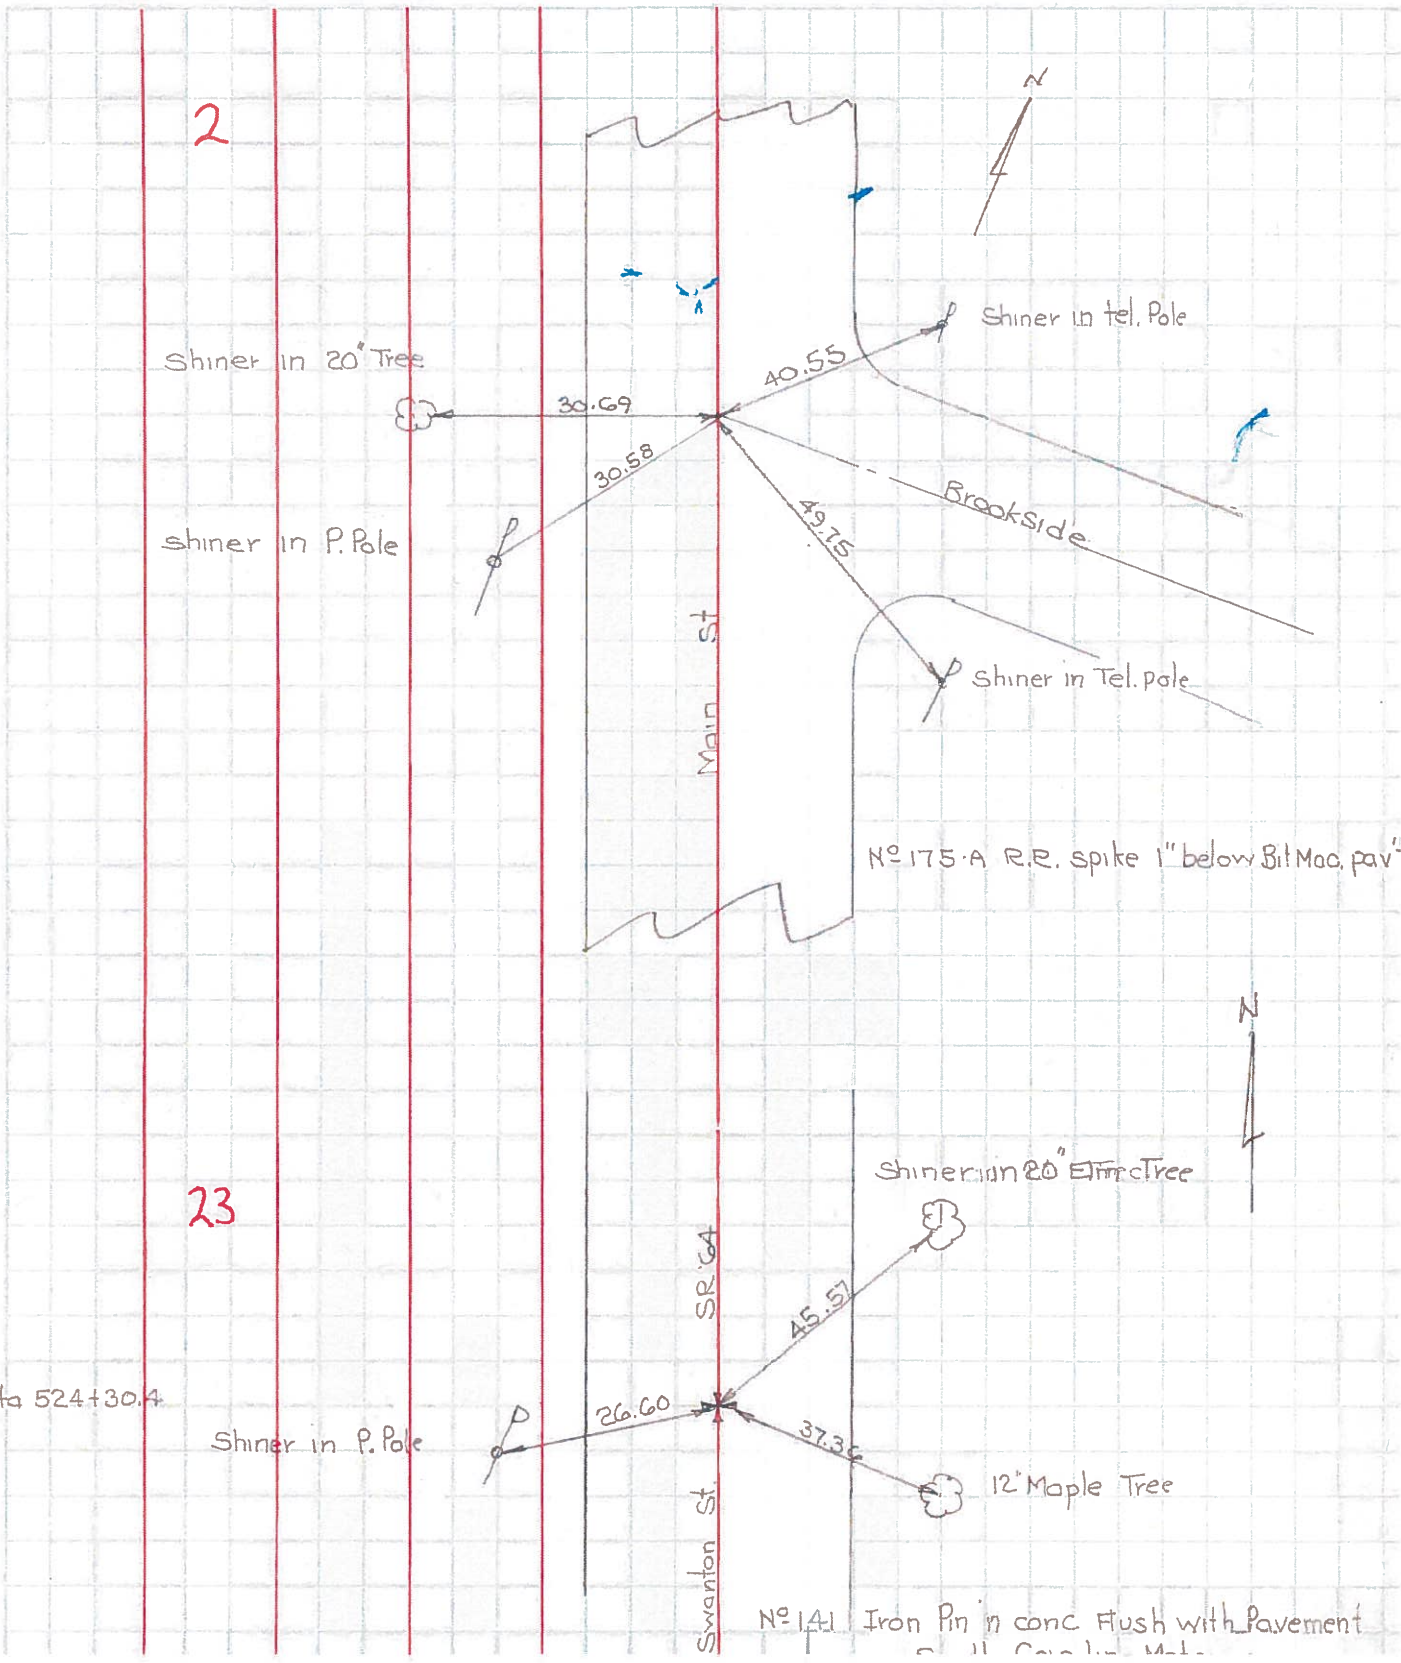 2
N
Shiner in tel. Pole
Shiner in 20" Tree
40.55
30.69
30.58
Brookside
49.75
Shiner in P. Pole
Main St
Shiner in Tel. pole
Nº 175-A R.R. spike 1" below Bit Mac. pav't
N
23
Shiner in 20" Tree
SR 64
45.57
524+30.4
26.60
Shiner in P. Pole
37.36
12" Maple Tree
Swanton St.
Nº 141 Iron Pin in conc Flush with Pavement